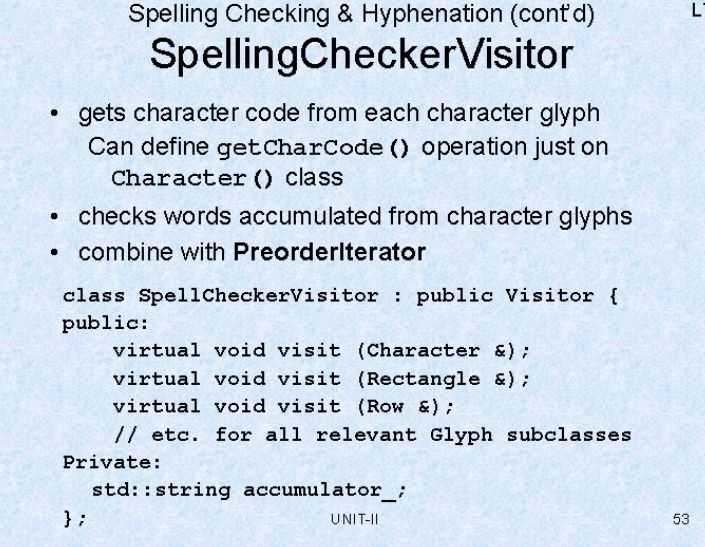 Spelling Checking & Hyphenation (cont'd)
SpellingCheckerVisitor
• gets character code from each character glyph
Can define getCharCode() operation just on
Character() class
• checks words accumulated from character glyphs
• combine with PreorderIterator
class SpellCheckerVisitor : public Visitor {
public:
virtual void visit (Character &);
virtual void visit (Rectangle &);
virtual void visit (Row &);
// etc. for all relevant Glyph subclasses
Private:
std::string accumulator_;
};
UNIT-II
53